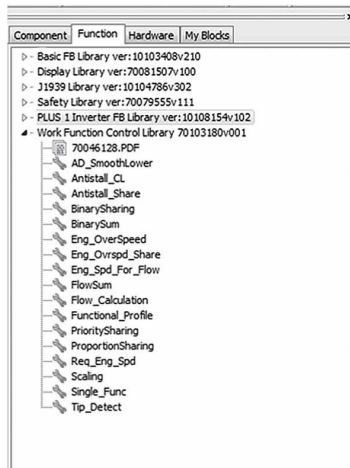 Component Function Hardware My Blocks
Basic FB Library ver:10103408v210
Display Library ver:70081507v100
J1939 Library ver:10104786v302
Safety Library ver:70079555v111
PLUS 1 Inverter FB Library ver:10108154v102
Work Function Control Library 70103180v001
70046128.PDF
AD_SmoothLower
Antistall_CL
Antistall_Share
BinarySharing
BinarySum
Eng_OverSpeed
Eng_Ovrspd_Share
Eng_Spd_For_Flow
FlowSum
Flow_Calculation
Functional_Profile
PrioritySharing
ProportionSharing
Req_Eng_Spd
Scaling
Single_Func
Tip_Detect